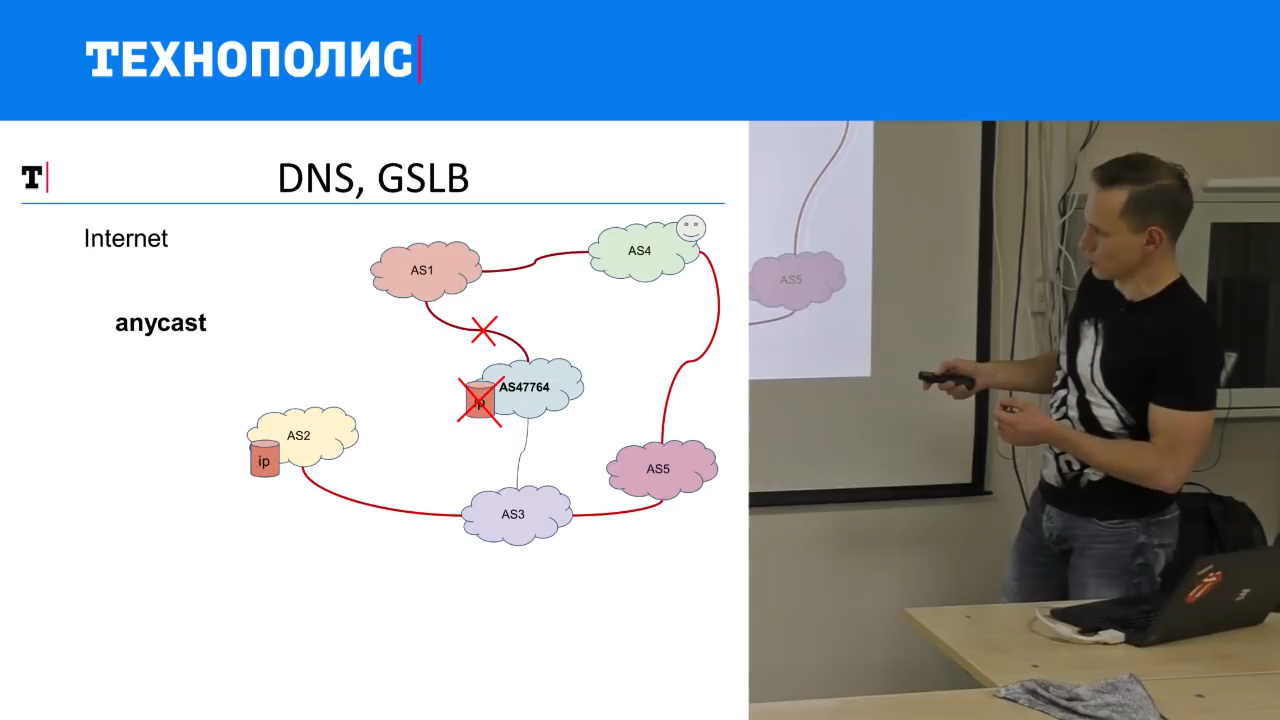 ТЕХНОПОЛИС
T
DNS, GSLB
Internet
anycast
AS1
AS4
AS47764
ip
AS2
ip
AS5
AS3
AS5